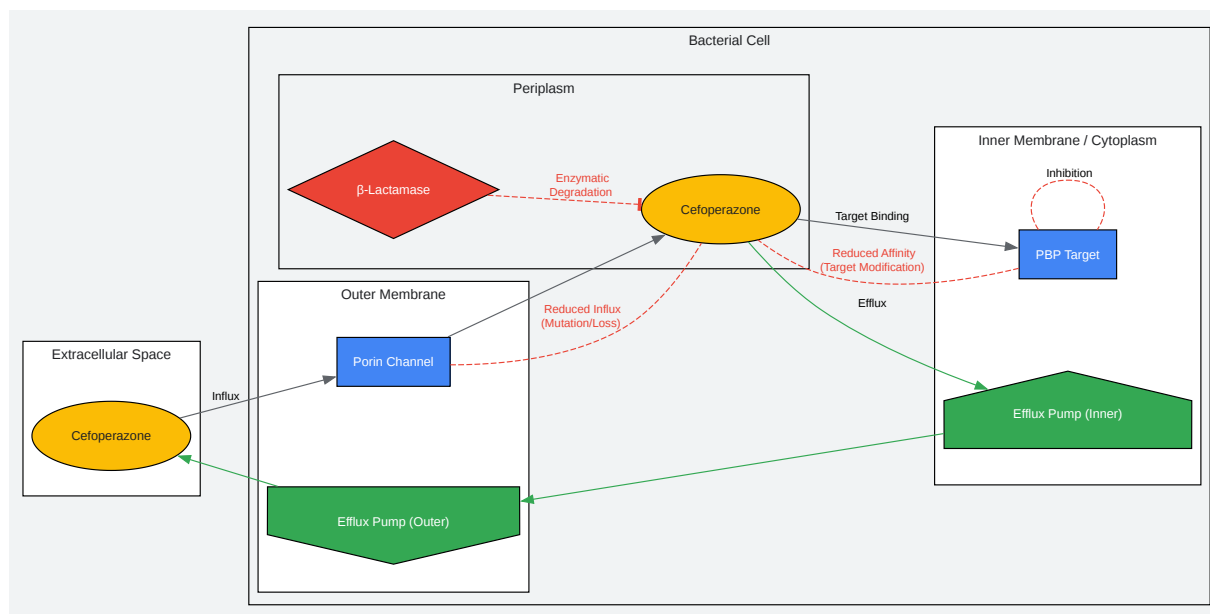 Bacterial Cell
Periplasm
β-Lactamase
Enzymatic
Degradation
Cefoperazone
Target Binding
Reduced Affinity
(Target Modification)
Efflux
Inner Membrane / Cytoplasm
Inhibition
PBP Target
Efflux Pump (Inner)
Outer Membrane
Porin Channel
Reduced Influx
(Mutation/Loss)
Efflux Pump (Outer)
Extracellular Space
Influx
Cefoperazone